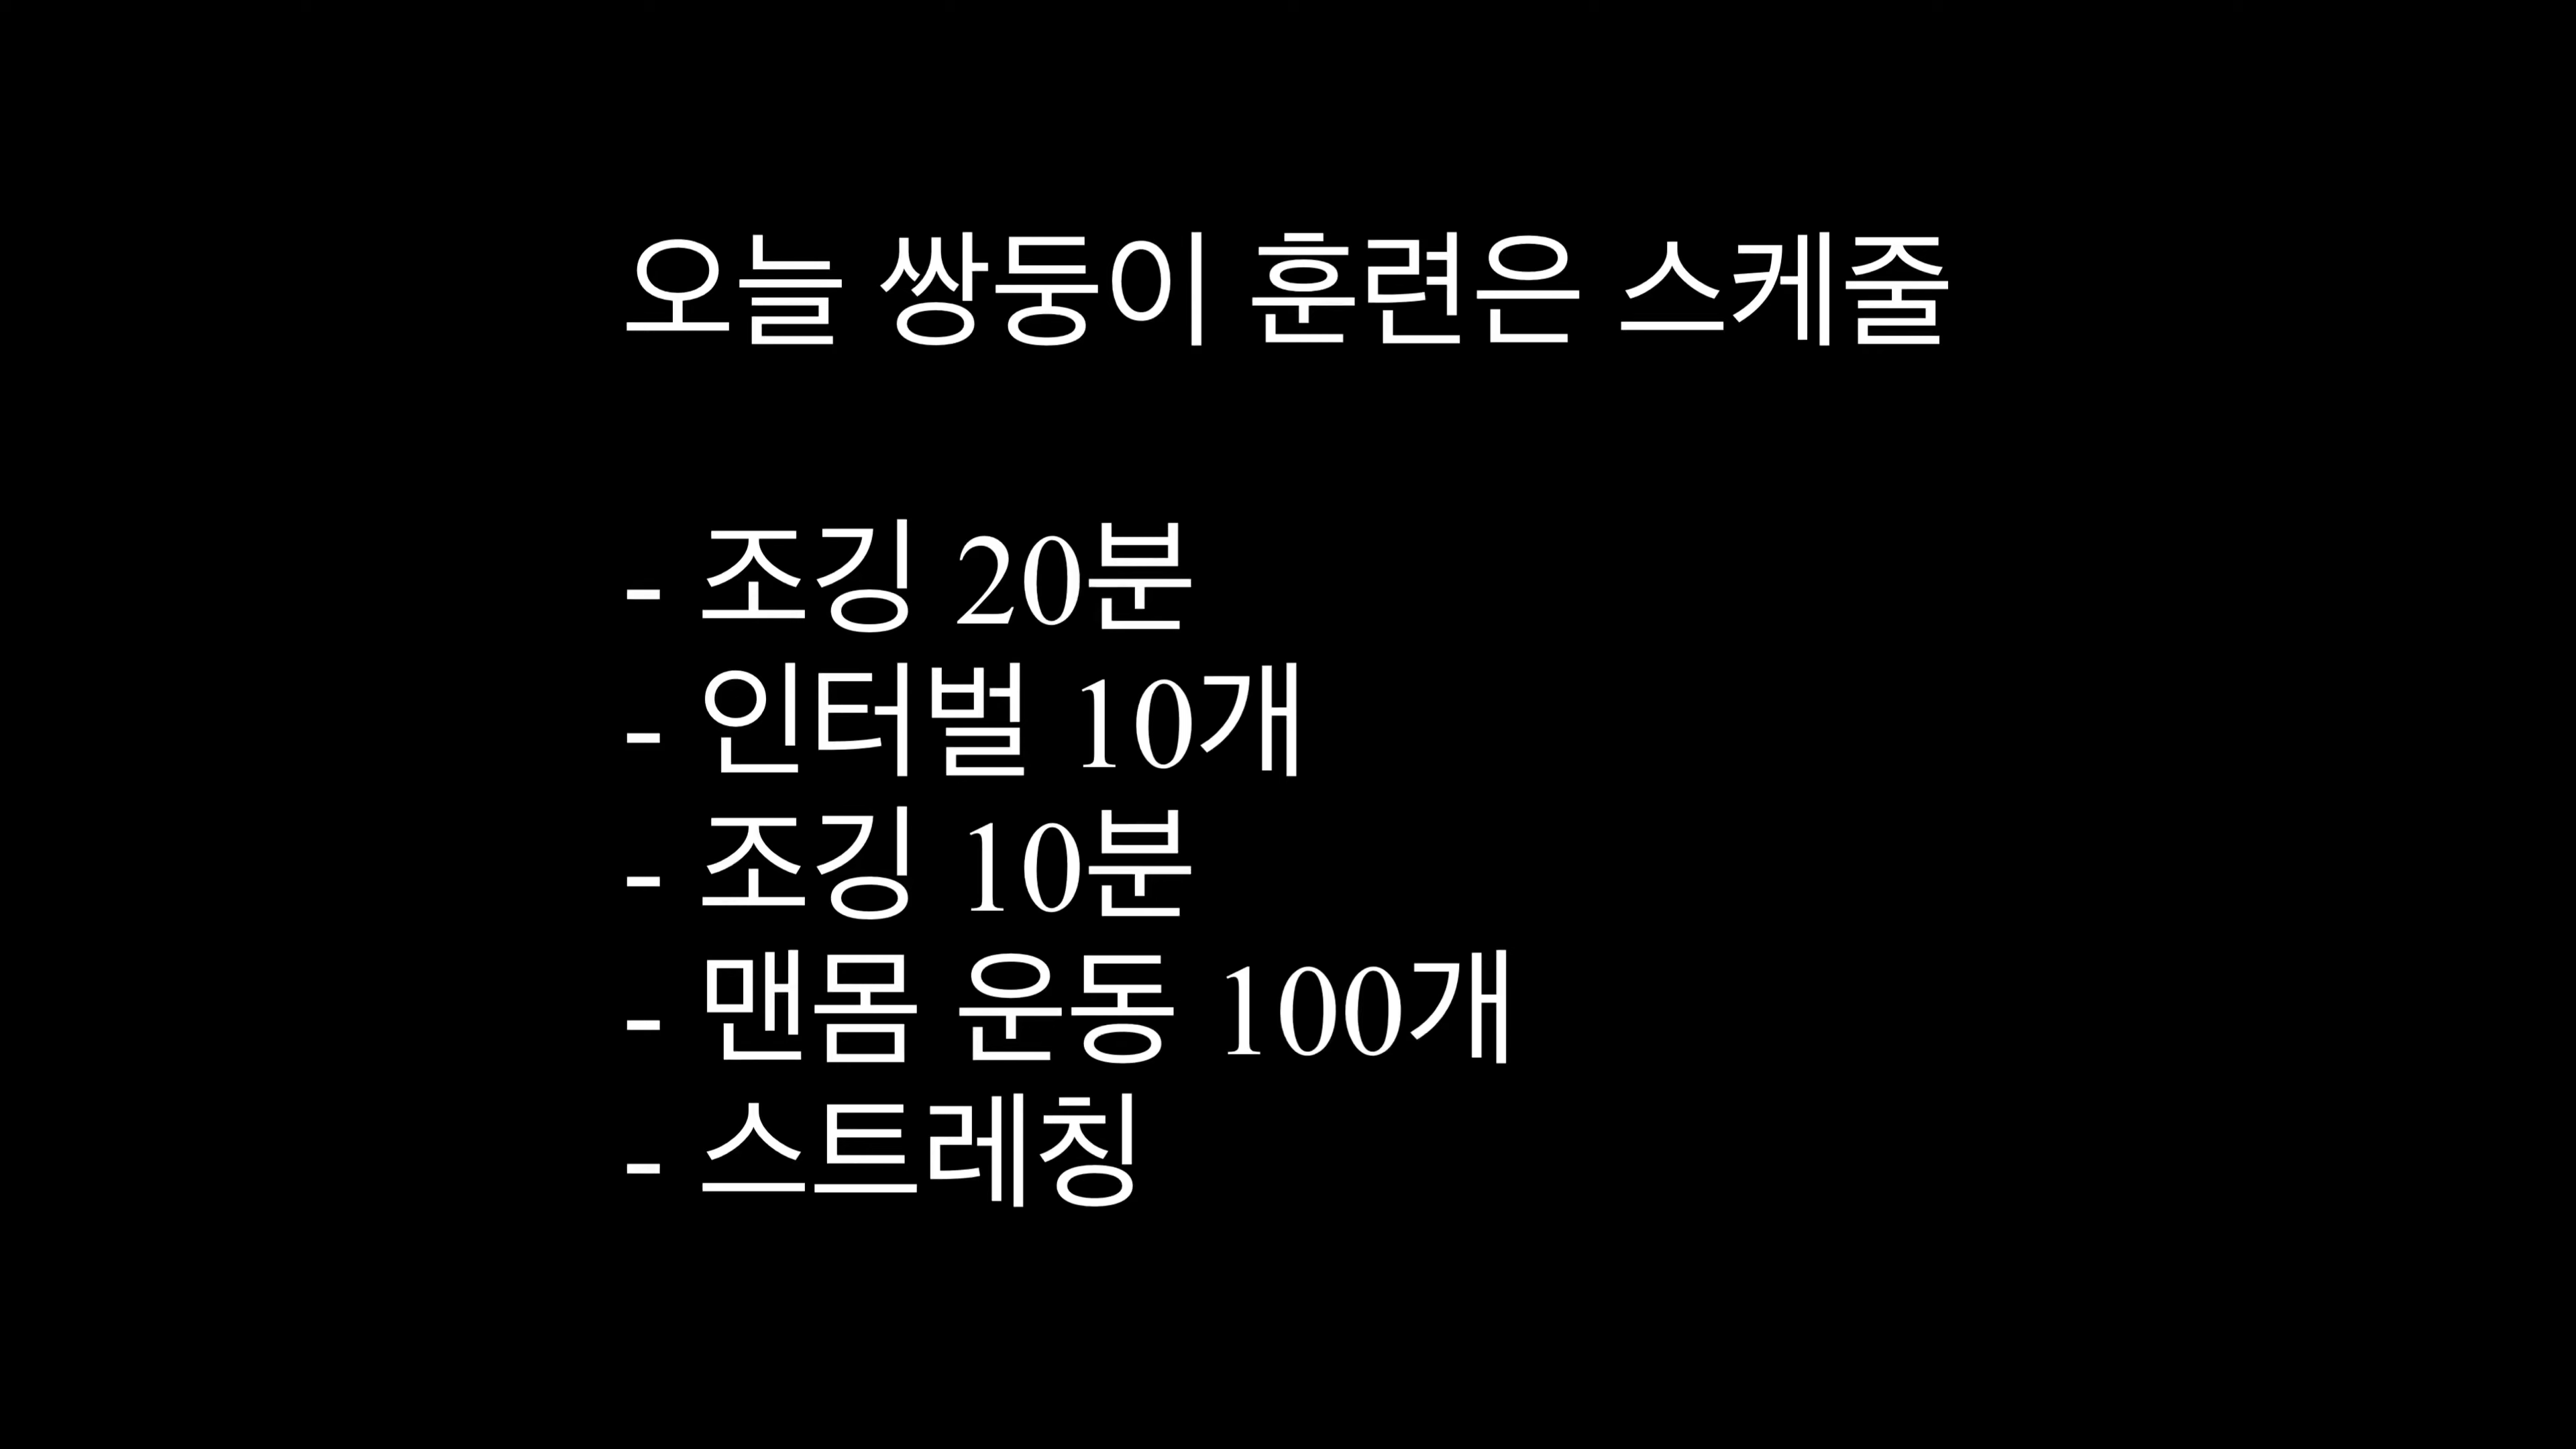 오늘 쌍둥이 훈련은 스케줄
- 조깅 20분
- 인터벌 10개
- 조깅 10분
- 맨몸 운동 100개
- 스트레칭